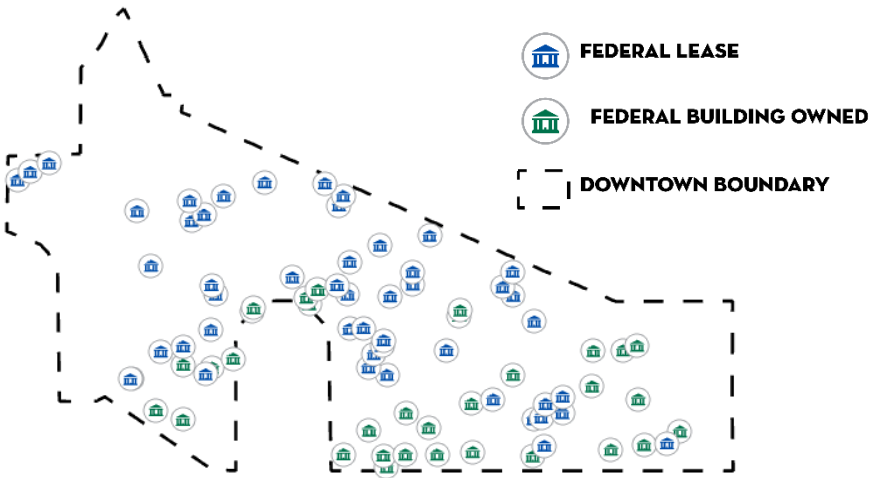 FEDERAL LEASE
FEDERAL BUILDING OWNED
DOWNTOWN BOUNDARY